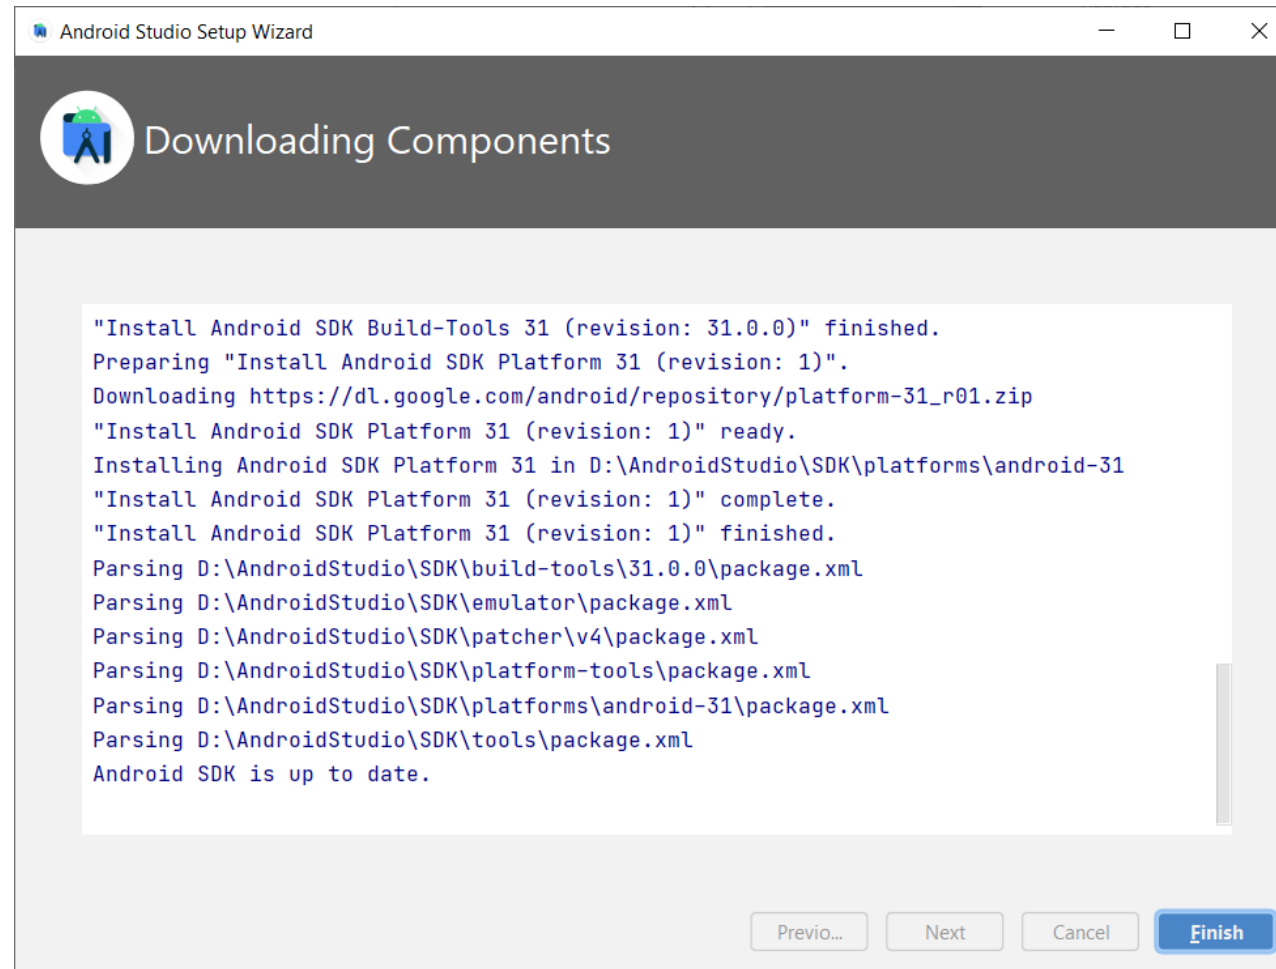 Android Studio Setup Wizard
Downloading Components
"Install Android SDK Build-Tools 31 (revision: 31.0.0)" finished.
Preparing "Install Android SDK Platform 31 (revision: 1)".
Downloading https://dl.google.com/android/repository/platform-31_r01.zip
"Install Android SDK Platform 31 (revision: 1)" ready.
Installing Android SDK Platform 31 in D:\AndroidStudio\SDK\platforms\android-31
"Install Android SDK Platform 31 (revision: 1)" complete.
"Install Android SDK Platform 31 (revision: 1)" finished.
Parsing D:\AndroidStudio\SDK\build-tools\31.0.0\package.xml
Parsing D:\AndroidStudio\SDK\emulator\package.xml
Parsing D:\AndroidStudio\SDK\patcher\v4\package.xml
Parsing D:\AndroidStudio\SDK\platform-tools\package.xml
Parsing D:\AndroidStudio\SDK\platforms\android-31\package.xml
Parsing D:\AndroidStudio\SDK\tools\package.xml
Android SDK is up to date.
Previo... Next Cancel Finish